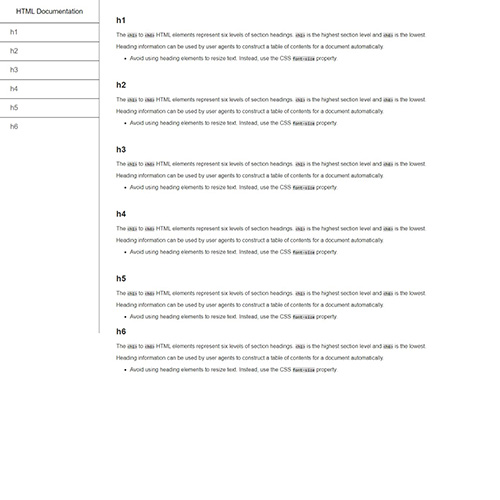 HTML Documentation
h1
h2
h3
h4
h5
h6
h1
The <h1> to <h6> HTML elements represent six levels of section headings. <h1> is the highest section level and <h6> is the lowest.
Heading information can be used by user agents to construct a table of contents for a document automatically.
Avoid using heading elements to resize text. Instead, use the CSS font-size property.
h2
The <h1> to <h6> HTML elements represent six levels of section headings. <h1> is the highest section level and <h6> is the lowest.
Heading information can be used by user agents to construct a table of contents for a document automatically.
Avoid using heading elements to resize text. Instead, use the CSS font-size property.
h3
The <h1> to <h6> HTML elements represent six levels of section headings. <h1> is the highest section level and <h6> is the lowest.
Heading information can be used by user agents to construct a table of contents for a document automatically.
Avoid using heading elements to resize text. Instead, use the CSS font-size property.
h4
The <h1> to <h6> HTML elements represent six levels of section headings. <h1> is the highest section level and <h6> is the lowest.
Heading information can be used by user agents to construct a table of contents for a document automatically.
Avoid using heading elements to resize text. Instead, use the CSS font-size property.
h5
The <h1> to <h6> HTML elements represent six levels of section headings. <h1> is the highest section level and <h6> is the lowest.
Heading information can be used by user agents to construct a table of contents for a document automatically.
Avoid using heading elements to resize text. Instead, use the CSS font-size property.
h6
The <h1> to <h6> HTML elements represent six levels of section headings. <h1> is the highest section level and <h6> is the lowest.
Heading information can be used by user agents to construct a table of contents for a document automatically.
Avoid using heading elements to resize text. Instead, use the CSS font-size property.